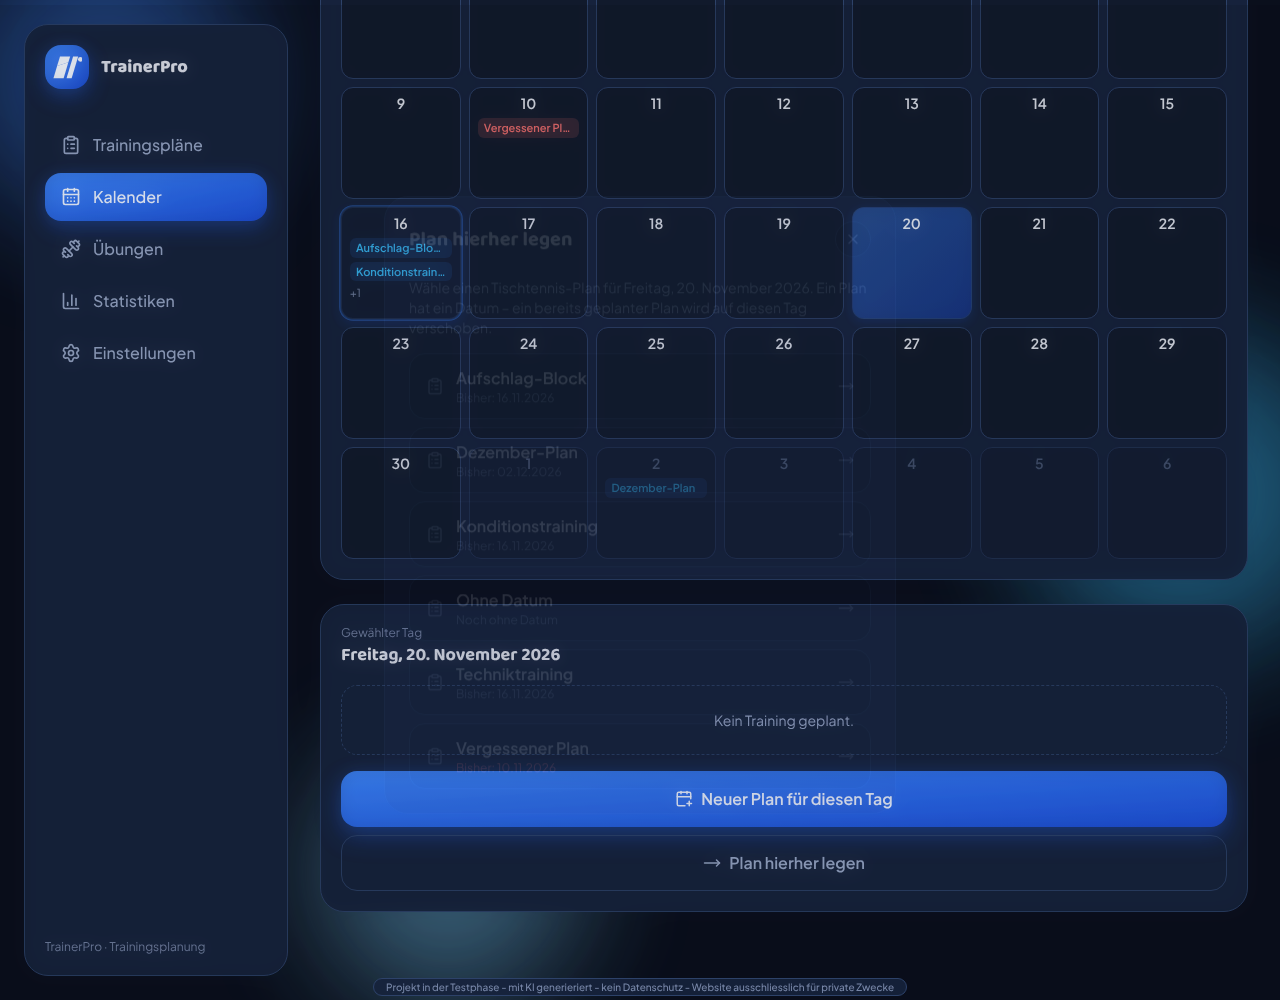 TrainerPro
Trainingspläne
Kalender
Übungen
Statistiken
Einstellungen
TrainerPro · Trainingsplanung
9 10 11 12 13 14 15
Vergessener Pl…
16 17 18 19 20 21 22
Aufschlag-Blo…
Konditionstrain…
+1
23 24 25 26 27 28 29
30 1 2 3 4 5 6
Dezember-Plan
Plan hierher legen
Wähle einen Tischtennis-Plan für Freitag, 20. November 2026. Ein Plan
hat ein Datum – ein bereits geplanter Plan wird auf diesen Tag
verschoben.
Aufschlag-Block
Bisher: 16.11.2026
Dezember-Plan
Bisher: 02.12.2026
Konditionstraining
Bisher: 16.11.2026
Ohne Datum
Noch ohne Datum
Techniktraining
Bisher: 16.11.2026
Vergessener Plan
Bisher: 10.11.2026
Gewählter Tag
Freitag, 20. November 2026
Kein Training geplant.
Neuer Plan für diesen Tag
Plan hierher legen
Projekt in der Testphase - mit KI generieriert - kein Datenschutz - Website ausschliesslich für private Zwecke